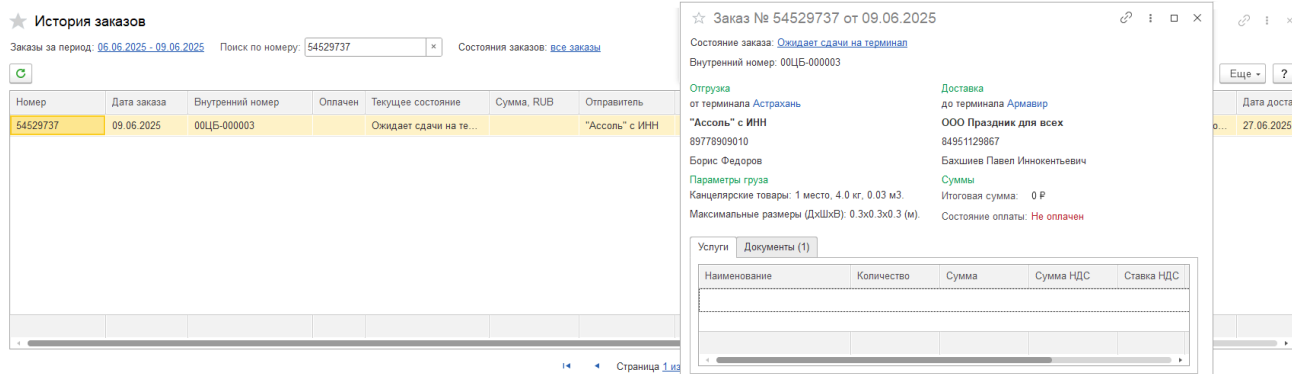 История заказов
Заказы за период: 06.06.2025 - 09.06.2025 Поиск по номеру: 54529737 × Состояния заказов: все заказы
Еще ?
Номер Дата заказа Внутренний номер Оплачен Текущее состояние Сумма, RUB Отправитель Дата доста
54529737 09.06.2025 00ЦБ-000003 Ожидает сдачи на те... "Ассоль" с ИНН о... 27.06.2025
Страница 1 из
Заказ № 54529737 от 09.06.2025
Состояние заказа: Ожидает сдачи на терминал
Внутренний номер: 00ЦБ-000003
Отгрузка
от терминала Астрахань
"Ассоль" с ИНН
89778909010
Борис Федоров
Доставка
до терминала Армавир
ООО Праздник для всех
84951129867
Бахшиев Павел Иннокентьевич
Параметры груза
Канцелярские товары: 1 место, 4.0 кг, 0.03 м3.
Максимальные размеры (ДхШхВ): 0.3x0.3x0.3 (м).
Суммы
Итоговая сумма: 0 ₽
Состояние оплаты: Не оплачен
Услуги Документы (1)
Наименование Количество Сумма Сумма НДС Ставка НДС